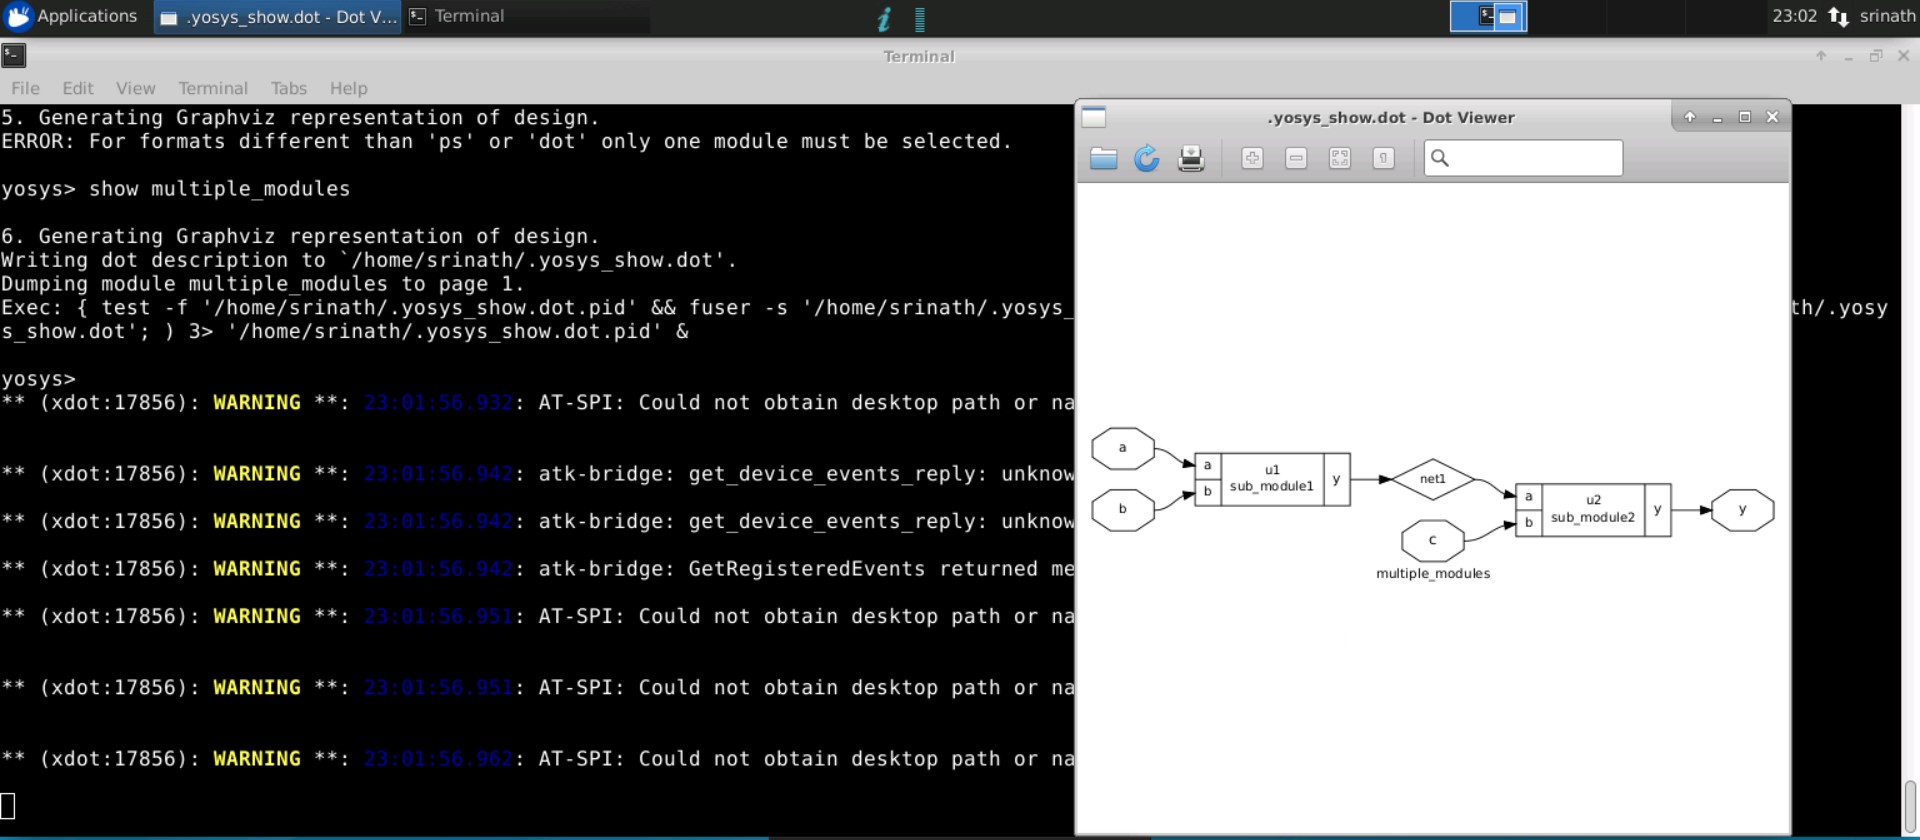 Applications
.yosys_show.dot - Dot V...
Terminal
23:02
srinath
Terminal
File Edit View Terminal Tabs Help
5. Generating Graphviz representation of design.
ERROR: For formats different than 'ps' or 'dot' only one module must be selected.
yosys> show multiple_modules
6. Generating Graphviz representation of design.
Writing dot description to `/home/srinath/.yosys_show.dot'.
Dumping module multiple_modules to page 1.
Exec: { test -f '/home/srinath/.yosys_show.dot.pid' && fuser -s '/home/srinath/.yosys_ th/.yosy
s_show.dot'; ) 3> '/home/srinath/.yosys_show.dot.pid' &
yosys>
** (xdot:17856): WARNING **: 23:01:56.932: AT-SPI: Could not obtain desktop path or na
** (xdot:17856): WARNING **: 23:01:56.942: atk-bridge: get_device_events_reply: unknow
** (xdot:17856): WARNING **: 23:01:56.942: atk-bridge: get_device_events_reply: unknow
** (xdot:17856): WARNING **: 23:01:56.942: atk-bridge: GetRegisteredEvents returned me
** (xdot:17856): WARNING **: 23:01:56.951: AT-SPI: Could not obtain desktop path or na
** (xdot:17856): WARNING **: 23:01:56.951: AT-SPI: Could not obtain desktop path or na
** (xdot:17856): WARNING **: 23:01:56.962: AT-SPI: Could not obtain desktop path or na
.yosys_show.dot - Dot Viewer
a
b
a
b
u1
sub_module1
y
net1
c
a
b
u2
sub_module2
y
y
multiple_modules